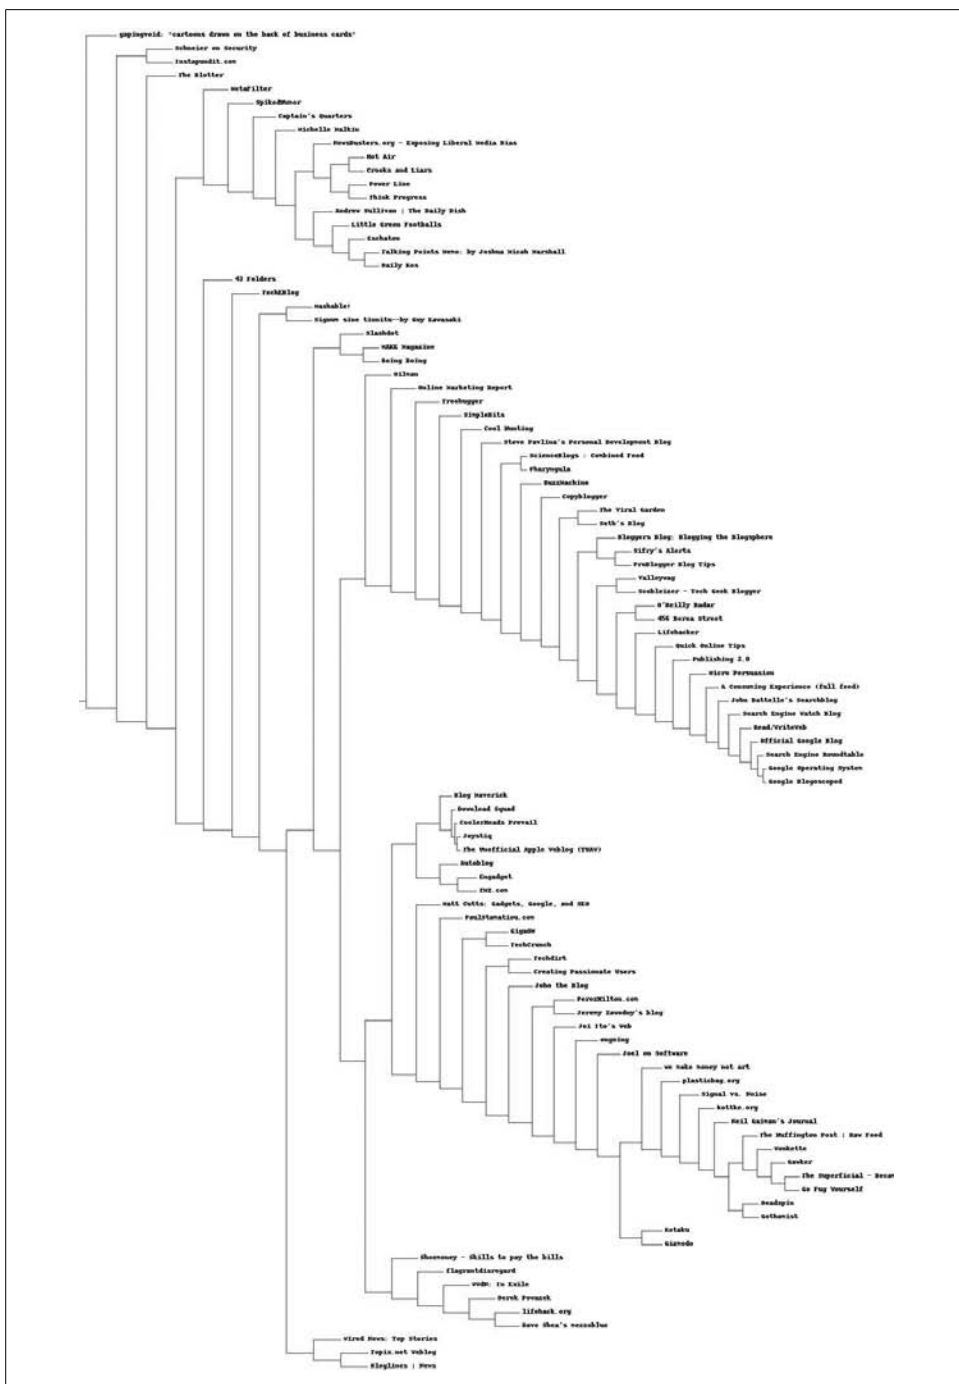 gapingvoid: "cartoons drawn on the back of business cards"
Schneier on Security
Instapundit.com
The Blotter
MetaFilter
SpikedHumor
Captain's Quarters
Michelle Malkin
NewsBusters.org - Exposing Liberal Media Bias
Hot Air
Crooks and Liars
Power Line
Think Progress
Andrew Sullivan | The Daily Dish
Little Green Footballs
Eschaton
Talking Points Memo: by Joshua Micah Marshall
Daily Kos
43 Folders
TechEBlog
Mashable!
Signum sine tinnitu--by Guy Kawasaki
Slashdot
MAKE Magazine
Boing Boing
Oilman
Online Marketing Report
Treehugger
SimpleBits
Cool Hunting
Steve Pavlina's Personal Development Blog
ScienceBlogs : Combined Feed
Pharyngula
BuzzMachine
Copyblogger
The Viral Garden
Seth's Blog
Bloggers Blog: Blogging the Blogsphere
Sifry's Alerts
ProBlogger Blog Tips
Valleywag
Scobleizer - Tech Geek Blogger
O'Reilly Radar
456 Berea Street
Lifehacker
Quick Online Tips
Publishing 2.0
Micro Persuasion
A Consuming Experience (full feed)
John Battelle's Searchblog
Search Engine Watch Blog
Read/WriteWeb
Official Google Blog
Search Engine Roundtable
Google Operating System
Google Blogoscoped
Blog Maverick
Download Squad
CoolerHeads Prevail
Joystiq
The Unofficial Apple Weblog (TUAW)
Autoblog
Engadget
TMZ.com
Matt Cutts: Gadgets, Google, and SEO
PaulStamatiou.com
GigaOM
TechCrunch
Techdirt
Creating Passionate Users
John the Blog
PerezHilton.com
Jeremy Zawodny's blog
Joi Ito's Web
ongoing
Joel on Software
we make money not art
plasticbag.org
Signal vs. Noise
kottke.org
Neil Gaiman's Journal
The Huffington Post | Raw Feed
Wonkette
Gawker
The Superficial - Becau
Go Fug Yourself
Deadspin
Gothamist
Kotaku
Gizmodo
Shoemoney - Skills to pay the bills
flagrantdisregard
WWdN: In Exile
Derek Powazek
lifehack.org
Dave Shea's mezzoblue
Wired News: Top Stories
Topix.net Weblog
Bloglines | News